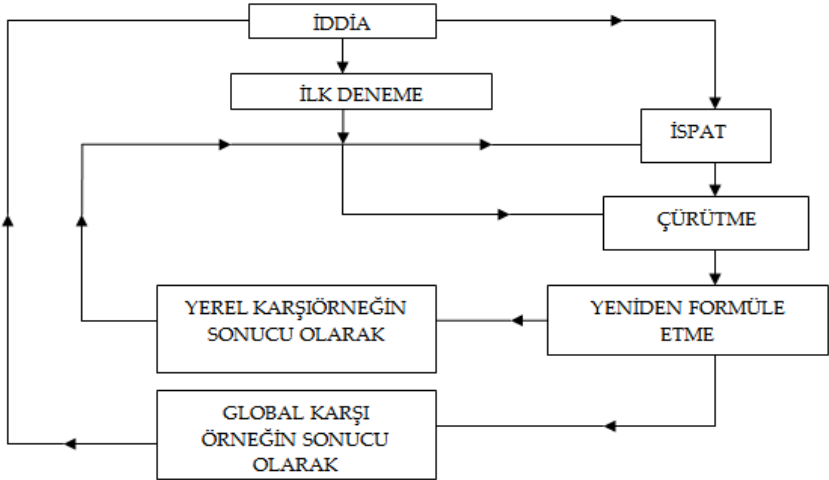 İDDİA
İLK DENEME
İSPAT
ÇÜRÜTME
YEREL KARŞIÖRNEĞİN
SONUCU OLARAK
YENİDEN FORMÜLE
ETME
GLOBAL KARŞI
ÖRNEĞİN SONUCU
OLARAK